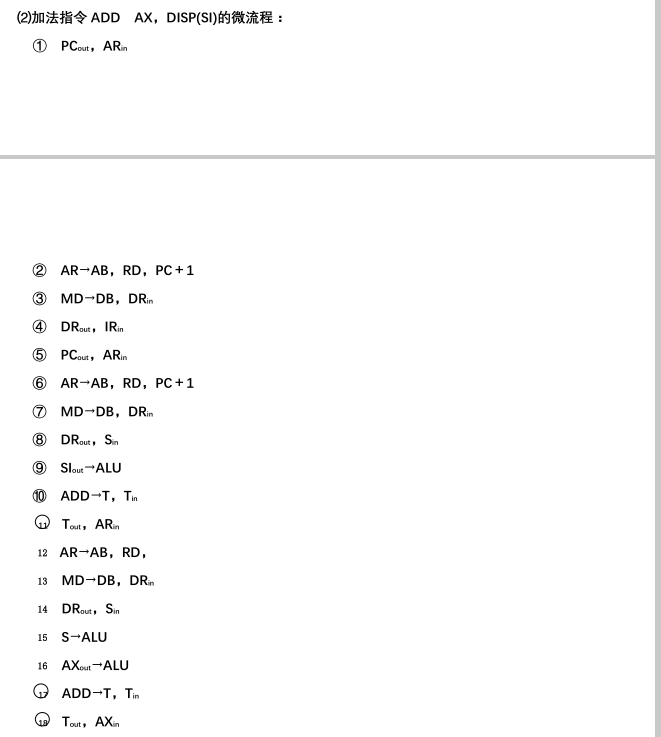 ⑵加法指令 ADD AX，DISP(SI)的微流程：
① PCout，ARin
② AR→AB，RD，PC＋1
③ MD→DB，DRin
④ DRout，IRin
⑤ PCout，ARin
⑥ AR→AB，RD，PC＋1
⑦ MD→DB，DRin
⑧ DRout，Sin
⑨ SIout→ALU
⑩ ADD→T，Tin
⑪ Tout，ARin
12 AR→AB，RD，
13 MD→DB，DRin
14 DRout，Sin
15 S→ALU
16 AXout→ALU
⑰ ADD→T，Tin
⑱ Tout，AXin